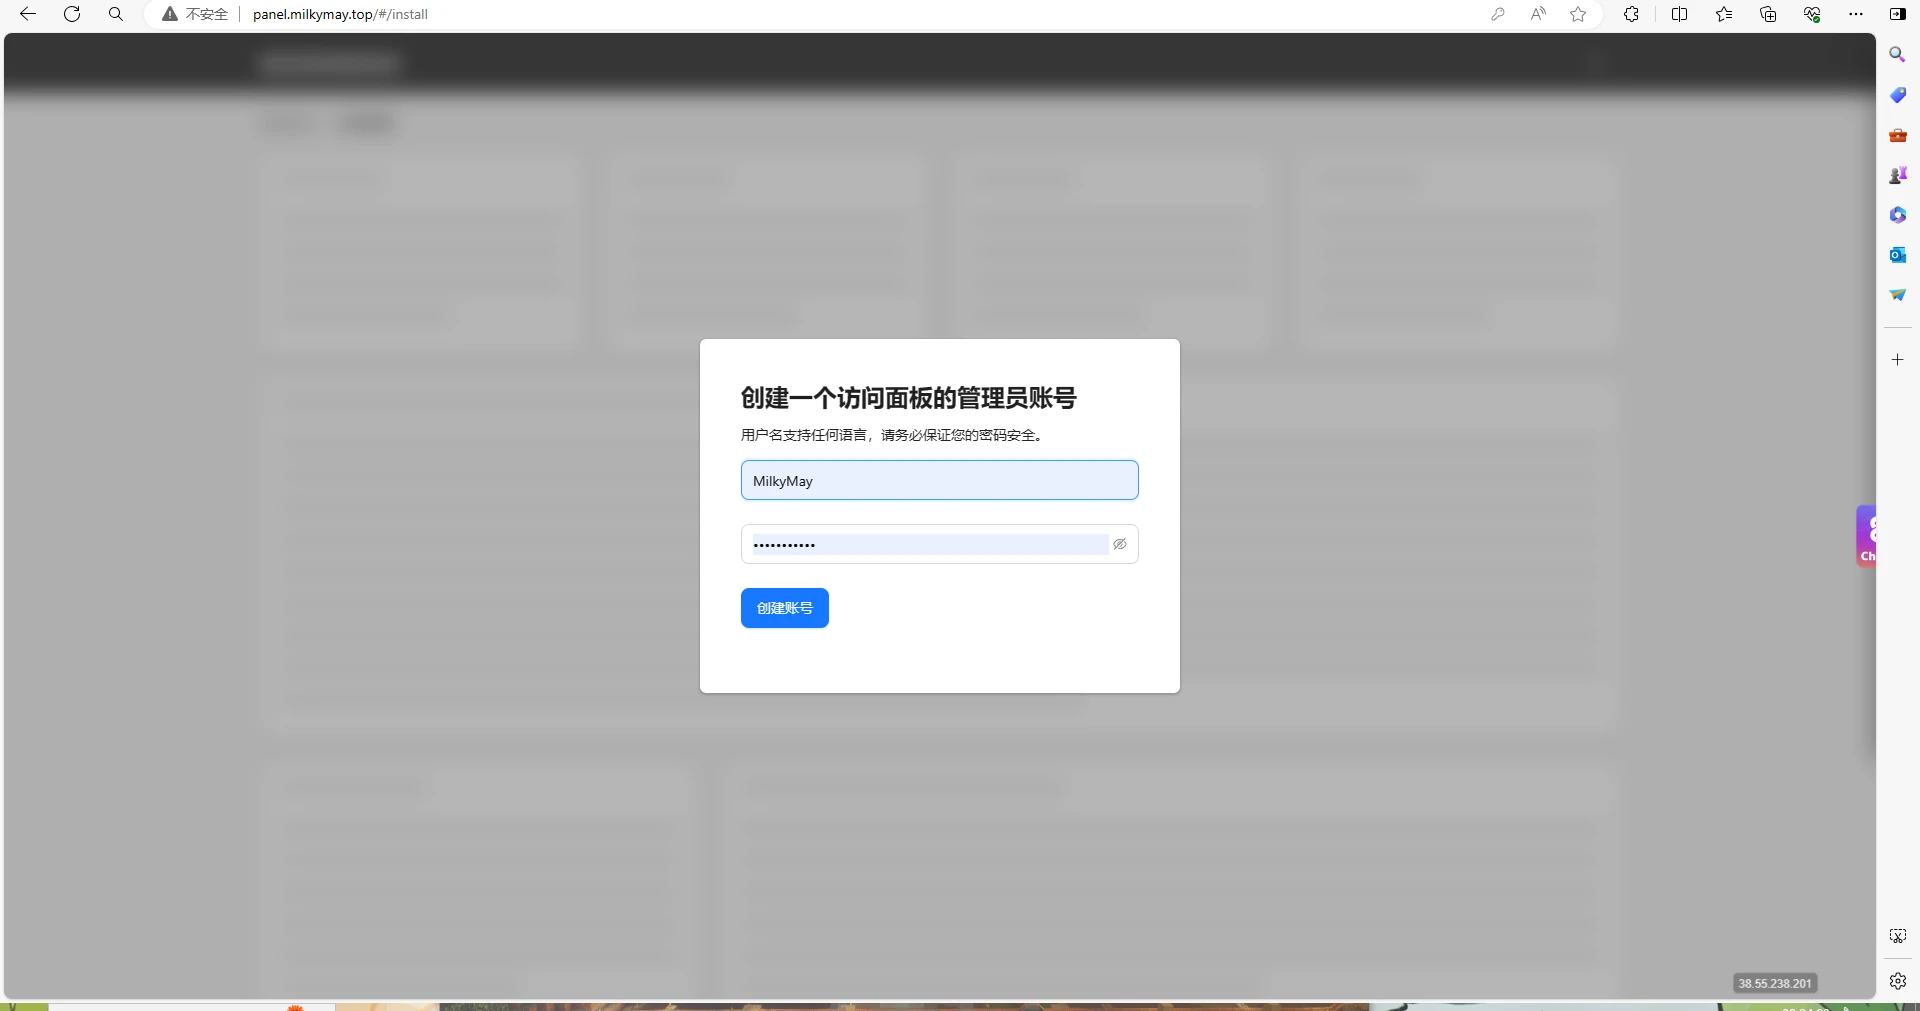 不安全
panel.milkymay.top/#/install
创建一个访问面板的管理员账号
用户名支持任何语言，请务必保证您的密码安全。
MilkyMay
•••••••••••
创建账号
Ch
38.55.238.201